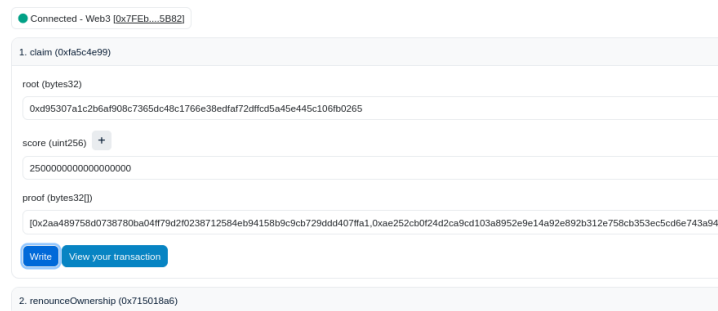 Connected - Web3 [0x7FEb....5B82]
1. claim (0xfa5c4e99)
root (bytes32)
0xd95307a1c2b6af908c7365dc48c1766e38edfaf72dffcd5a45e445c106fb0265
score (uint256) +
2500000000000000000
proof (bytes32[])
[0x2aa489758d0738780ba04ff79d2f0238712584eb94158b9c9cb729ddd407ffa1,0xae252cb0f24d2ca9cd103a8952e9e14a92e892b312e758cb353ec5cd6e743a94
Write View your transaction
2. renounceOwnership (0x715018a6)